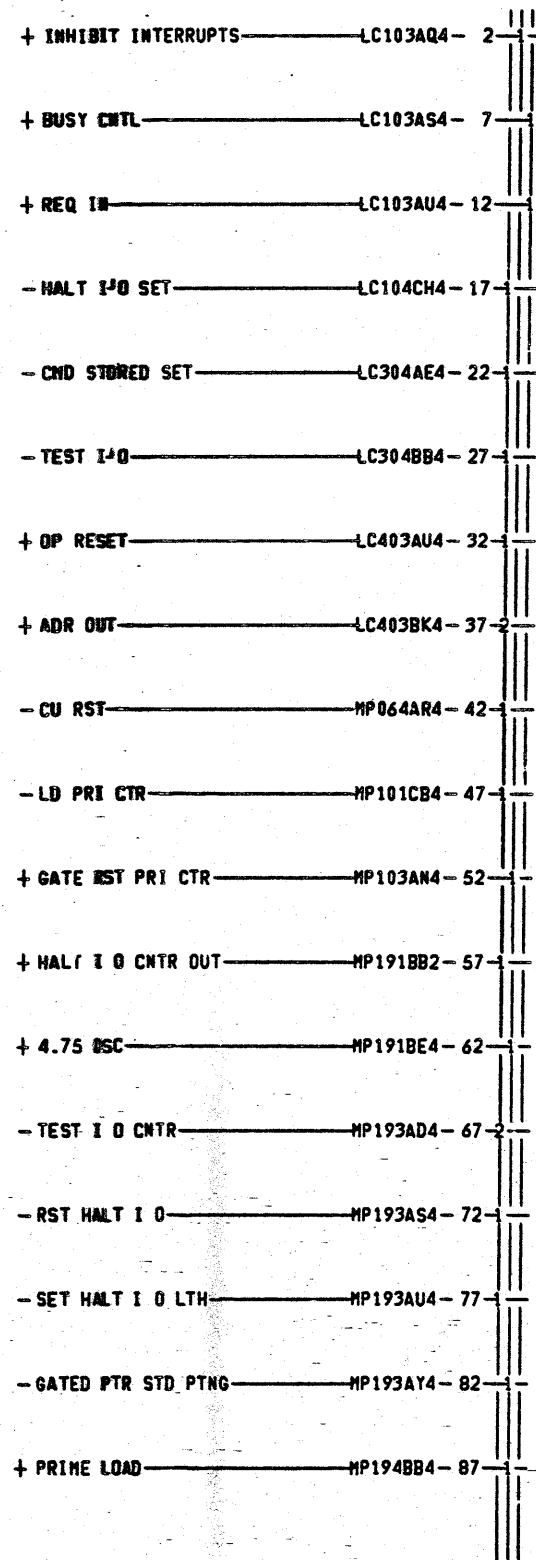 + INHIBIT INTERRUPTS LC103AQ4- 2 1
+ BUSY CNTL LC103AS4- 7 1
+ REQ IN LC103AU4- 12 1
- HALT I/O SET LC104CH4- 17 1
- CMD STORED SET LC304AE4- 22 1
- TEST I/O LC304BB4- 27 1
+ OP RESET LC403AU4- 32 1
+ ADR OUT LC403BK4- 37 2
- CU RST MP064AR4- 42 1
- LD PRI CTR MP101CB4- 47 1
+ GATE RST PRI CTR MP103AN4- 52 1
+ HALT I O CNTR OUT MP191BB2- 57 1
+ 4.75 OSC MP191BE4- 62 1
- TEST I O CNTR MP193AD4- 67 2
- RST HALT I O MP193AS4- 72 1
- SET HALT I O LTH MP193AU4- 77 1
- GATED PTR STD PTNG MP193AY4- 82 1
+ PRIME LOAD MP194BB4- 87 1